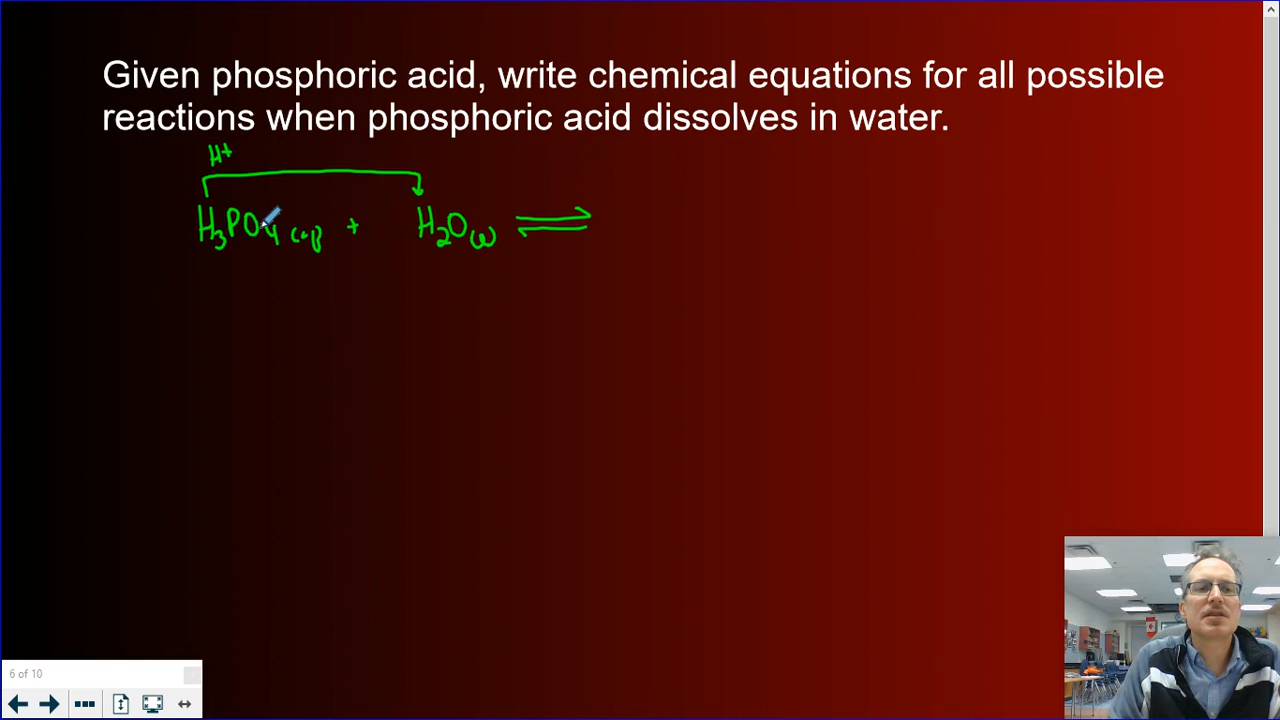 Given phosphoric acid, write chemical equations for all possible
reactions when phosphoric acid dissolves in water.
H+
H3PO4 (aq) + H2O(l) ⇌
6 of 10